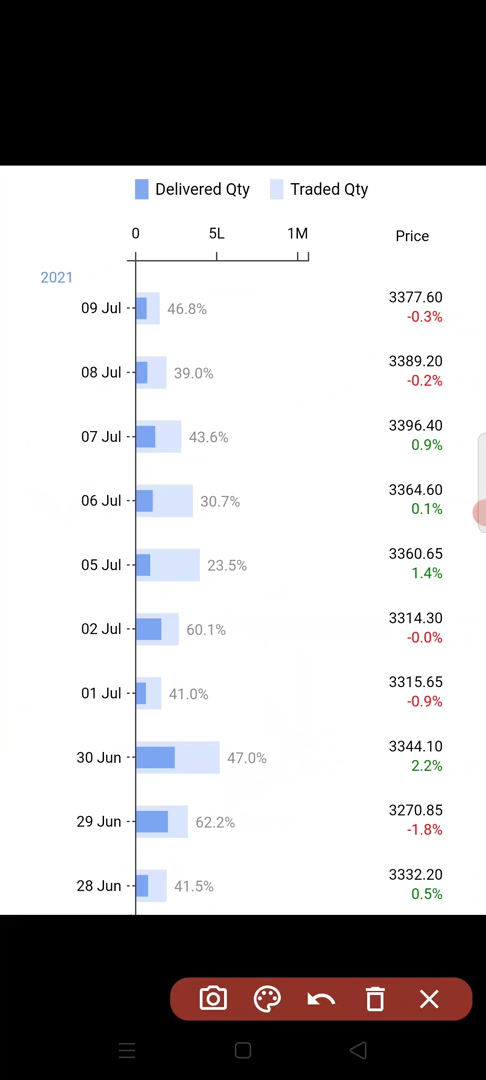 Delivered Qty Traded Qty
0 5L 1M Price
2021
09 Jul 46.8% 3377.60
-0.3%
08 Jul 39.0% 3389.20
-0.2%
07 Jul 43.6% 3396.40
0.9%
06 Jul 30.7% 3364.60
0.1%
05 Jul 23.5% 3360.65
1.4%
02 Jul 60.1% 3314.30
-0.0%
01 Jul 41.0% 3315.65
-0.9%
30 Jun 47.0% 3344.10
2.2%
29 Jun 62.2% 3270.85
-1.8%
28 Jun 41.5% 3332.20
0.5%